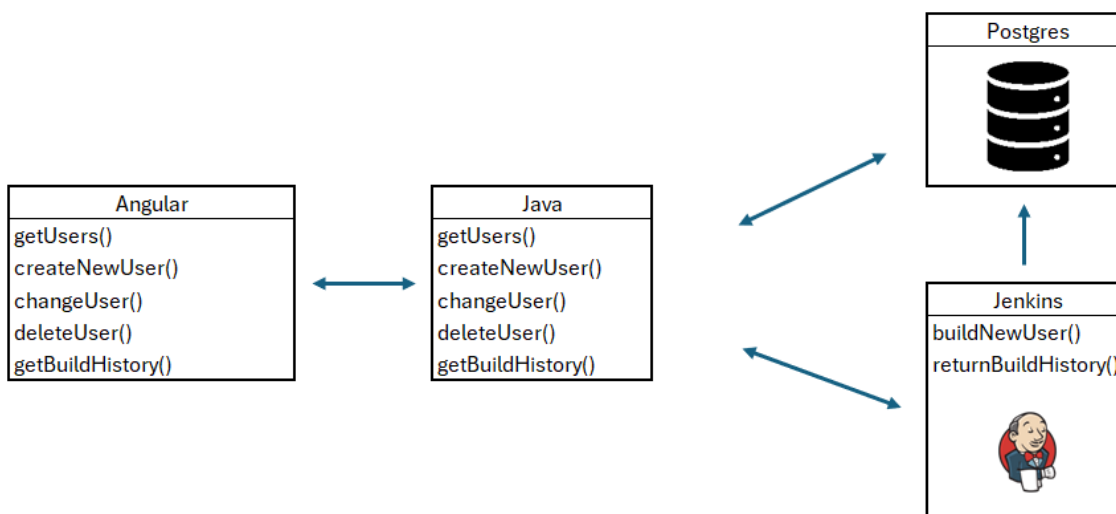 Postgres
Angular
getUsers()
createNewUser()
changeUser()
deleteUser()
getBuildHistory()
Java
getUsers()
createNewUser()
changeUser()
deleteUser()
getBuildHistory()
Jenkins
buildNewUser()
returnBuildHistory()